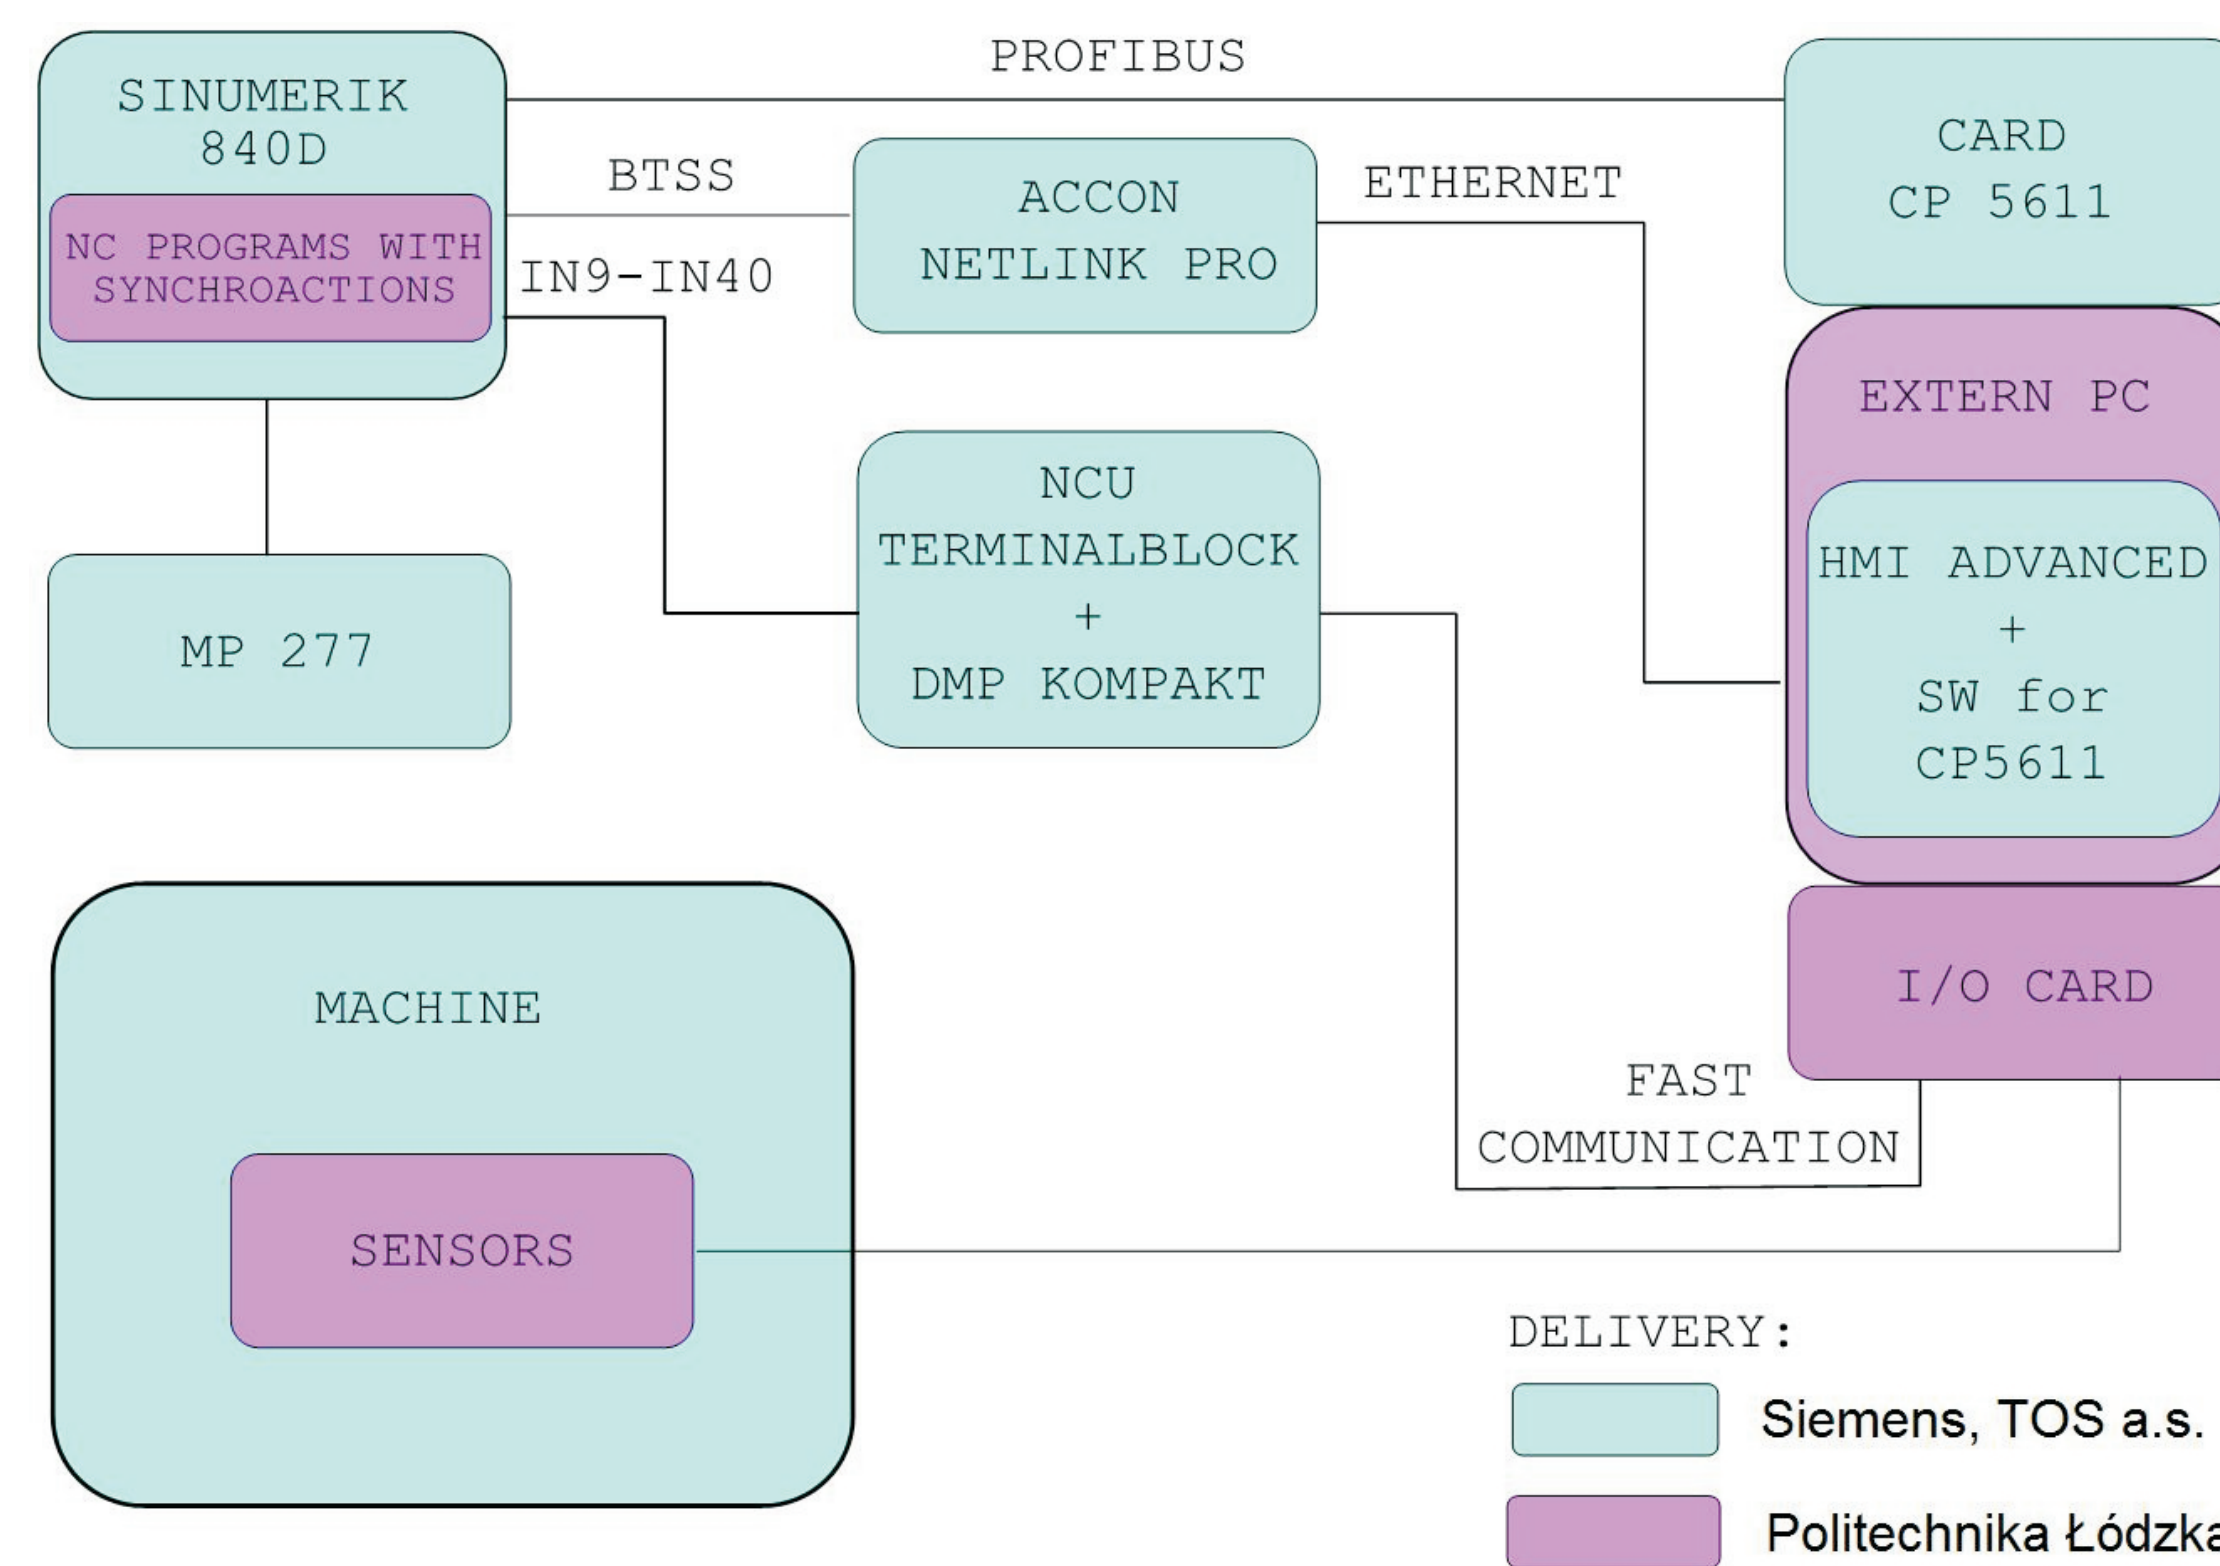 PROFIBUS
SINUMERIK
840D
NC PROGRAMS WITH
SYNCHROACTIONS
BTSS
IN9-IN40
ACCON
NETLINK PRO
ETHERNET
CARD
CP 5611
EXTERN PC
HMI ADVANCED
+
SW for
CP5611
NCU
TERMINALBLOCK
+
DMP KOMPAKT
MP 277
I/O CARD
FAST
COMMUNICATION
MACHINE
SENSORS
DELIVERY:
Siemens, TOS a.s.
Politechnika Łódzka